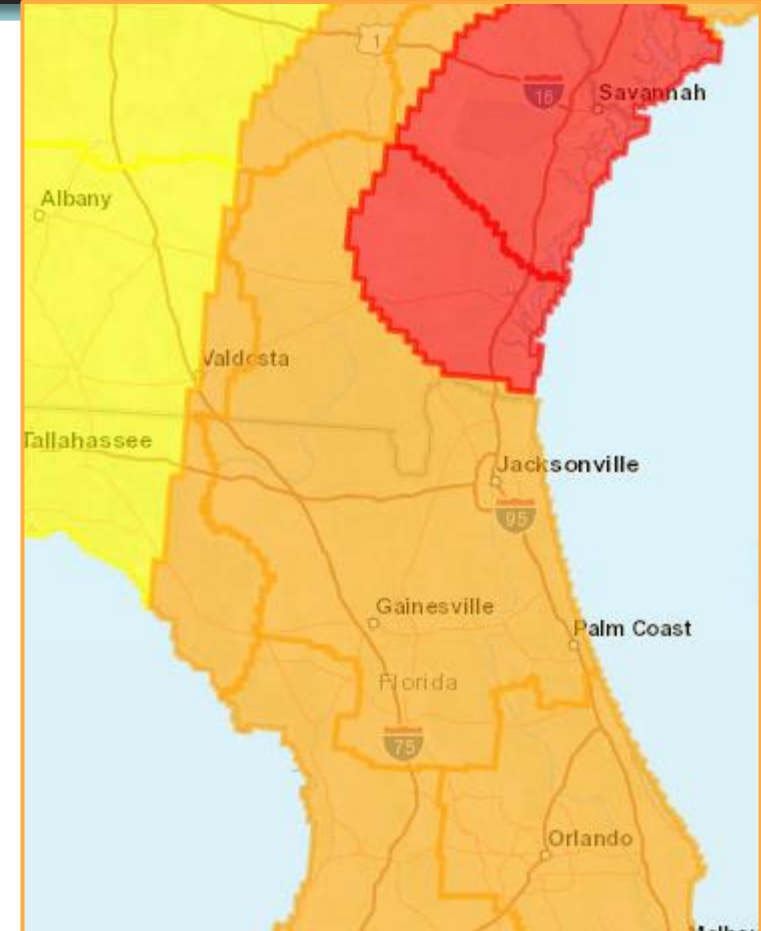 1
16
Savannah
Albany
Valdosta
Tallahassee
Jacksonville
95
Gainesville
Palm Coast
Florida
75
Orlando